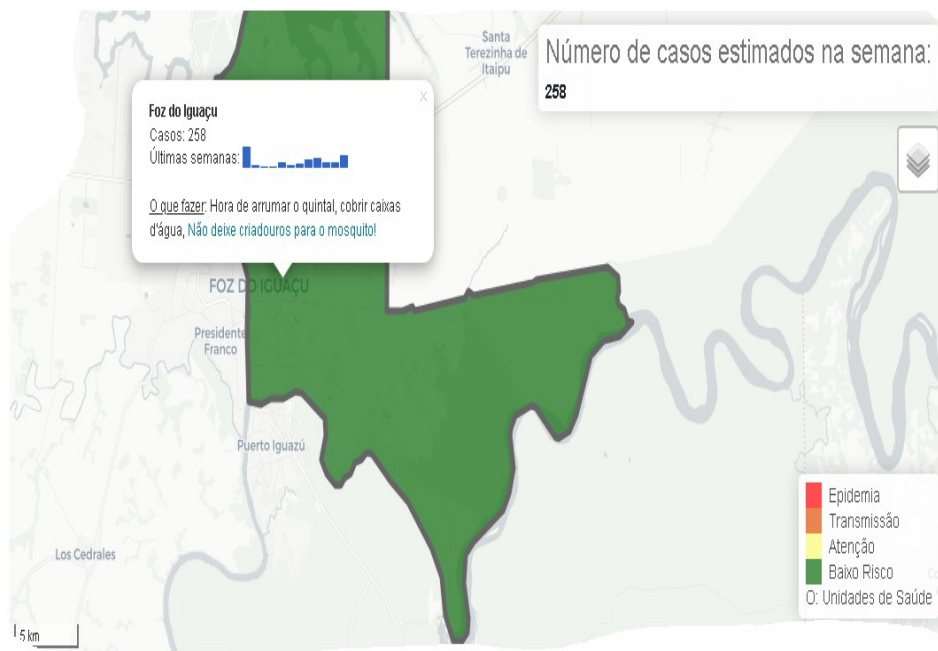 Santa
Terezinha de
Itaipu
Número de casos estimados na semana:
258
×
Foz do Iguaçu
Casos: 258
Últimas semanas:
O que fazer: Hora de arrumar o quintal, cobrir caixas
d'água, Não deixe criadouros para o mosquito!
FOZ DO IGUAÇU
Presidente
Franco
Puerto Iguazú
Los Cedrales
Epidemia
Transmissão
Atenção
Baixo Risco
O: Unidades de Saúde
5 km